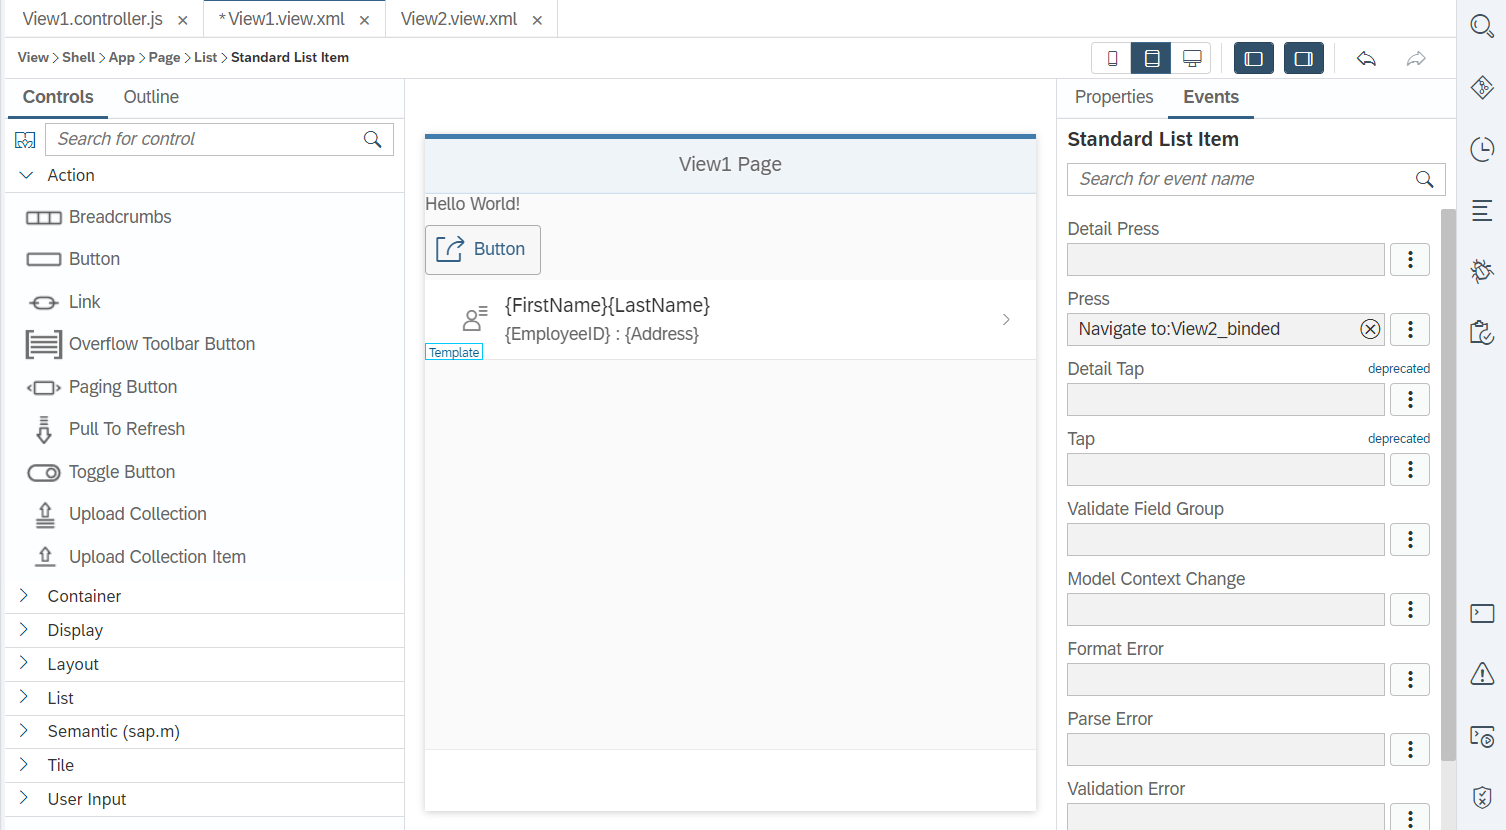 View1.controller.js ×
*View1.view.xml ×
View2.view.xml ×
View > Shell > App > Page > List > Standard List Item
Controls
Outline
Search for control
Action
Breadcrumbs
Button
Link
Overflow Toolbar Button
Paging Button
Pull To Refresh
Toggle Button
Upload Collection
Upload Collection Item
Container
Display
Layout
List
Semantic (sap.m)
Tile
User Input
View1 Page
Hello World!
Button
{FirstName}{LastName}
{EmployeeID} : {Address}
Template
Properties
Events
Standard List Item
Search for event name
Detail Press
Press
Navigate to:View2_binded
Detail Tap
deprecated
Tap
deprecated
Validate Field Group
Model Context Change
Format Error
Parse Error
Validation Error